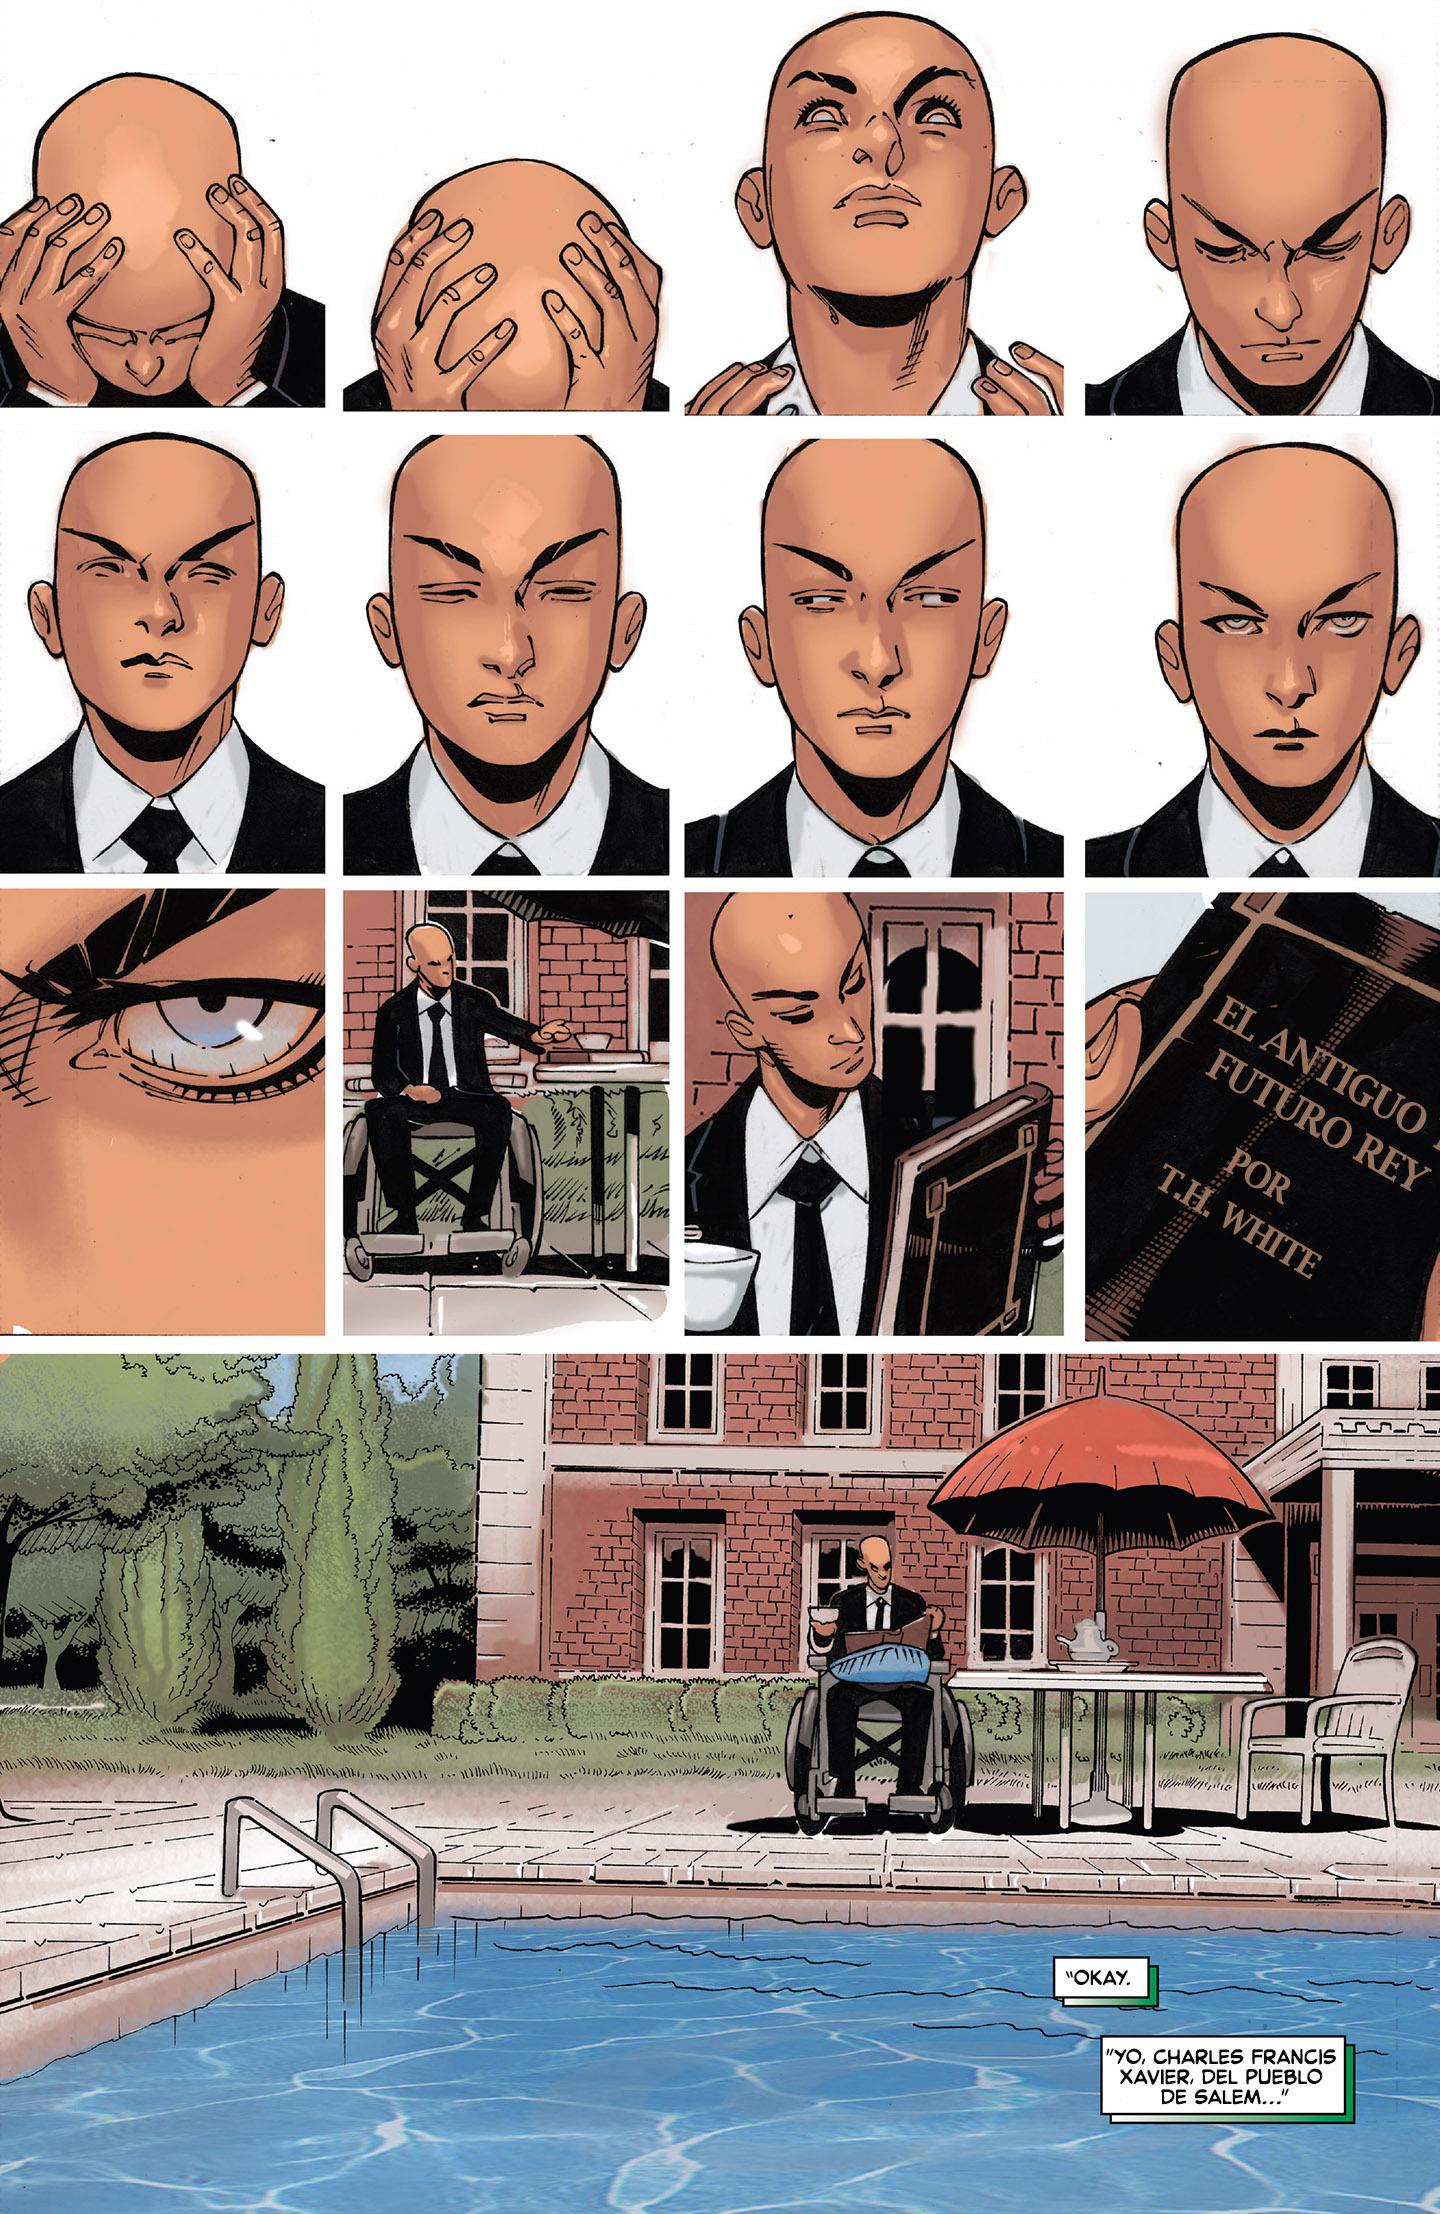 EL ANTIGUO
FUTURO REY
POR
T.H. WHITE
"OKAY.
"YO, CHARLES FRANCIS
XAVIER, DEL PUEBLO
DE SALEM..."